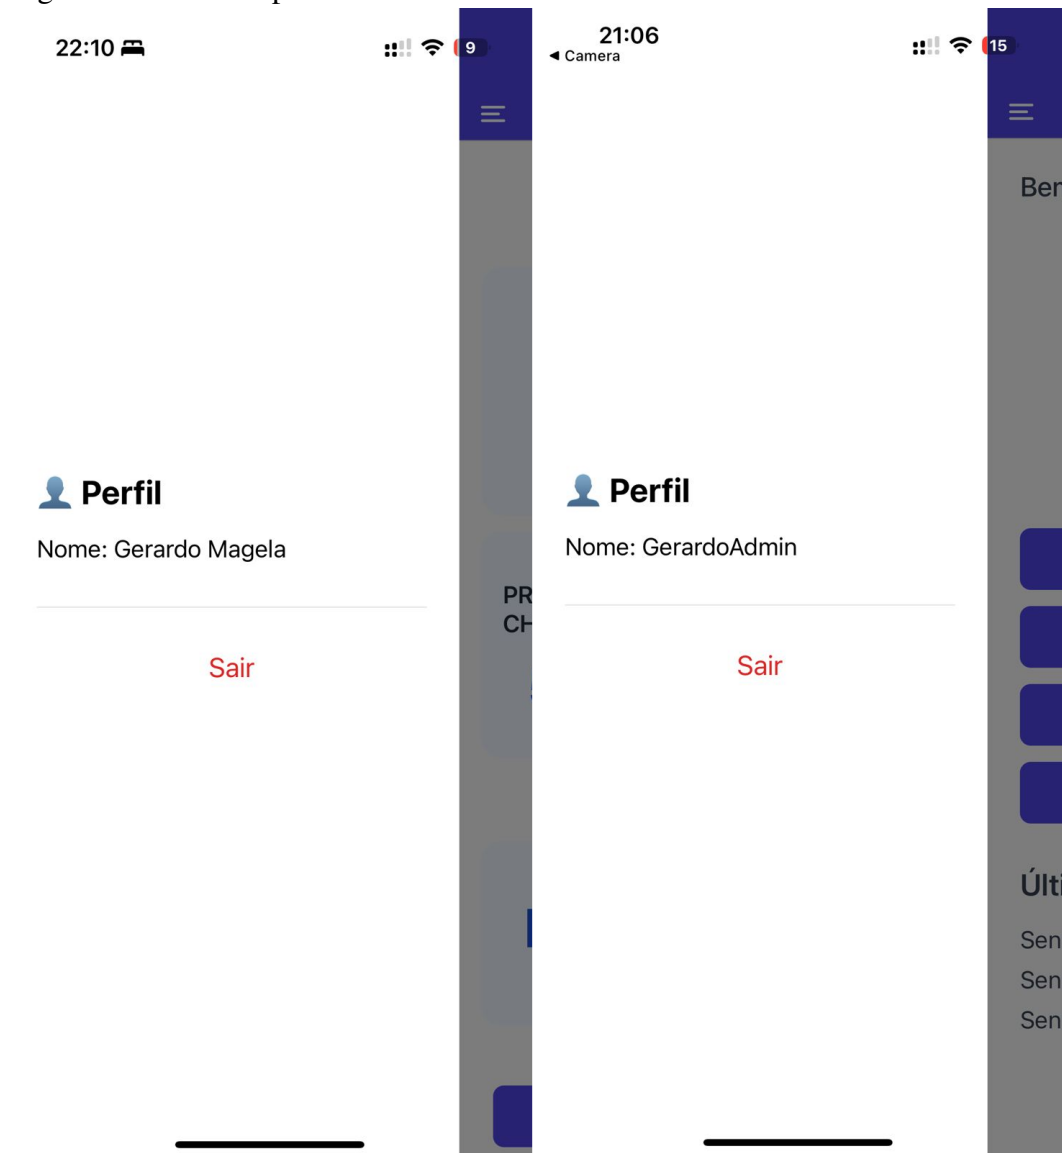 22:10
9
Perfil
Nome: Gerardo Magela
Sair
PR
CH
21:06
◄ Camera
15
Ben
Perfil
Nome: GerardoAdmin
Sair
Últi
Sen
Sen
Sen